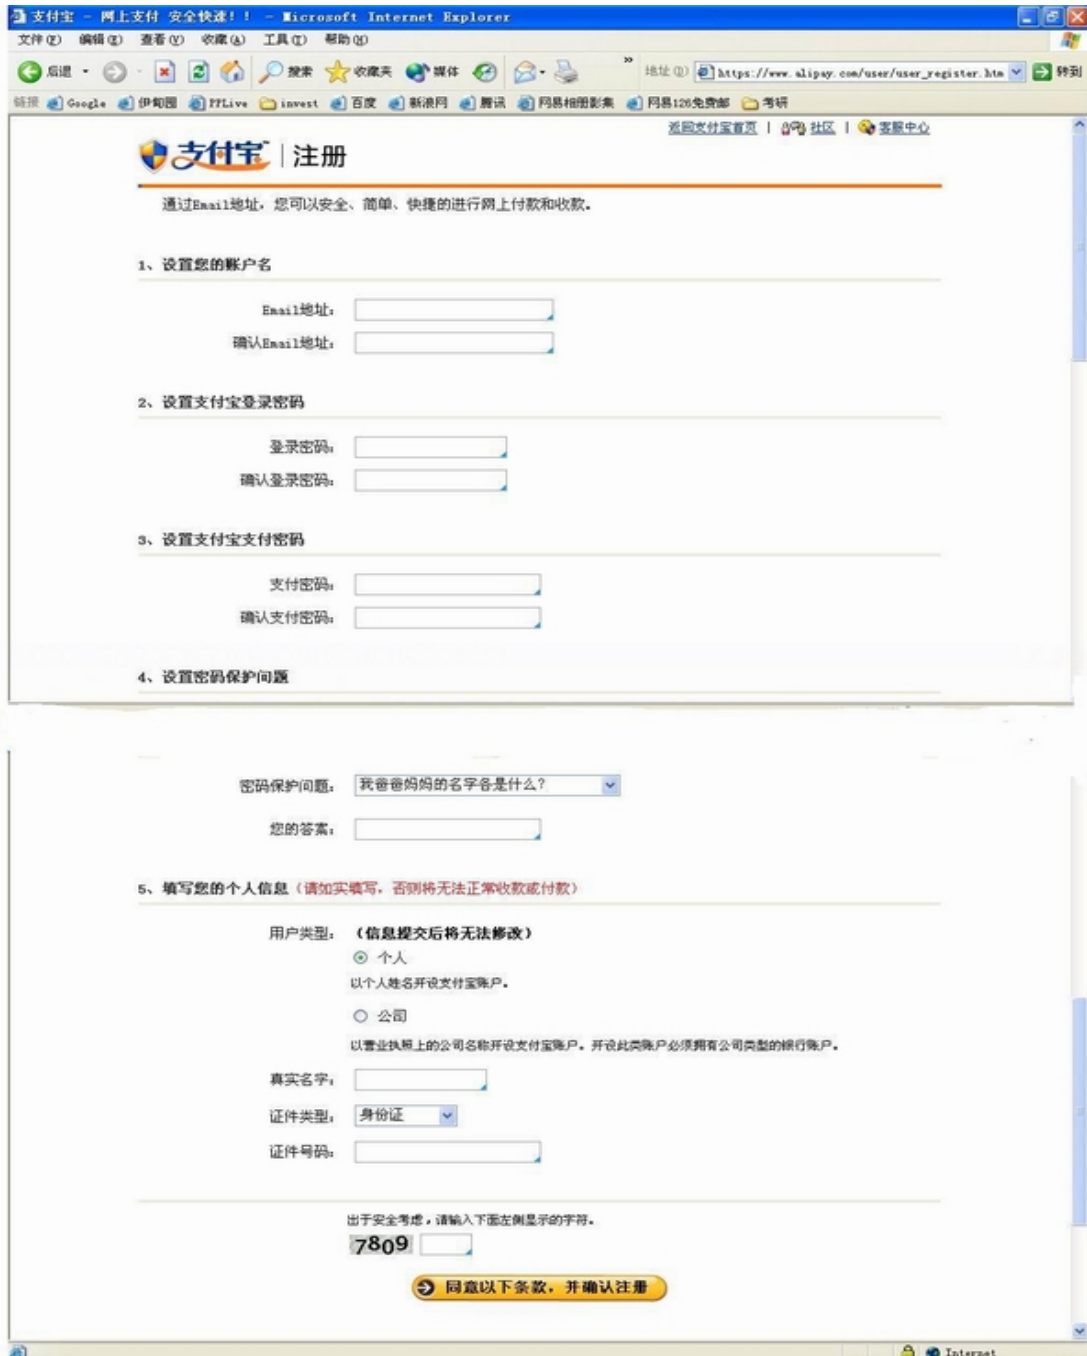 支付宝 - 网上支付 安全快速！！ - Microsoft Internet Explorer
文件(F) 编辑(E) 查看(V) 收藏(A) 工具(T) 帮助(H)
后退 搜索 收藏夹 媒体 » 地址(D) https://www.alipay.com/user/user_register.htm 转到
链接 Google 伊甸园 PPLive invest 百度 新浪网 腾讯 网易相册影集 网易126免费邮 考研
返回支付宝首页 | 社区 | 客服中心
支付宝 | 注册
通过Email地址，您可以安全、简单、快捷的进行网上付款和收款。
1、设置您的账户名
Email地址：
确认Email地址：
2、设置支付宝登录密码
登录密码：
确认登录密码：
3、设置支付宝支付密码
支付密码：
确认支付密码：
4、设置密码保护问题
密码保护问题： 我爸爸妈妈的名字各是什么？
您的答案：
5、填写您的个人信息（请如实填写，否则将无法正常收款或付款）
用户类型： （信息提交后将无法修改）
个人
以个人姓名开设支付宝账户。
公司
以营业执照上的公司名称开设支付宝账户。开设此类账户必须拥有公司类型的银行账户。
真实名字：
证件类型： 身份证
证件号码：
出于安全考虑，请输入下面左侧显示的字符。
7809
同意以下条款，并确认注册
Internet